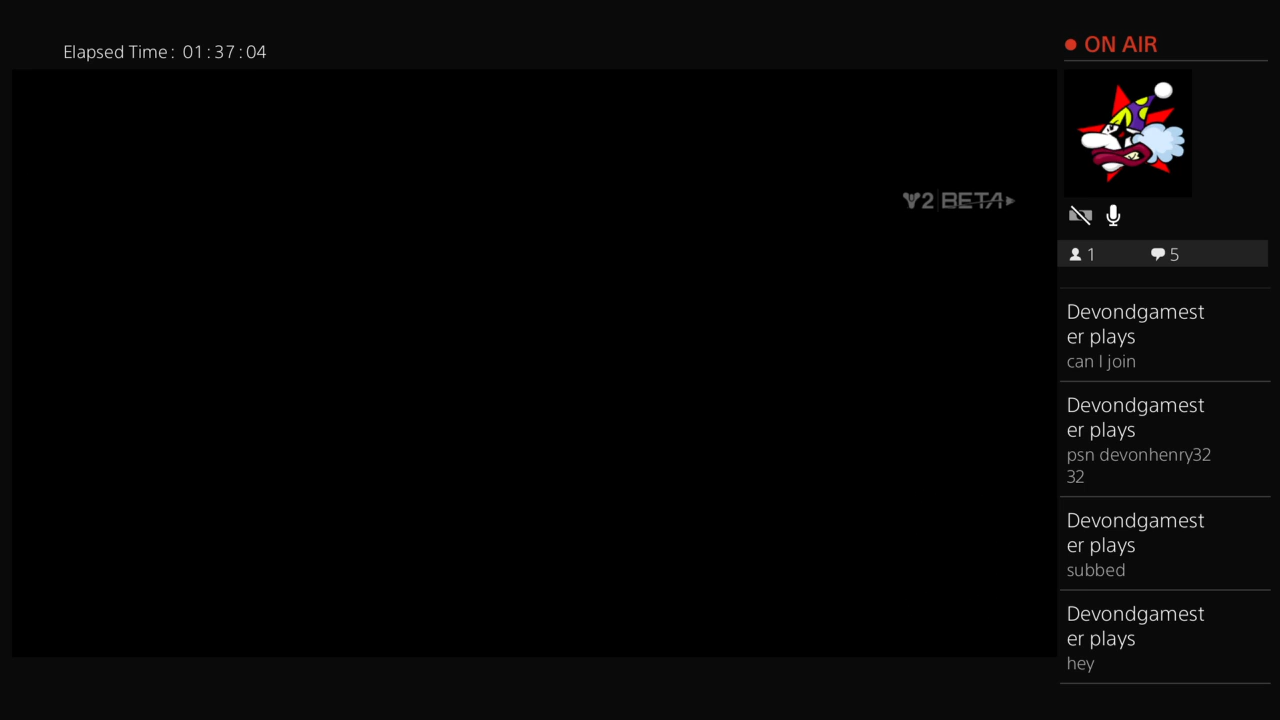 Elapsed Time: 01:37:04
ON AIR
2 BETA
1 5
Devondgamest
er plays
can I join
Devondgamest
er plays
psn devonhenry32
32
Devondgamest
er plays
subbed
Devondgamest
er plays
hey